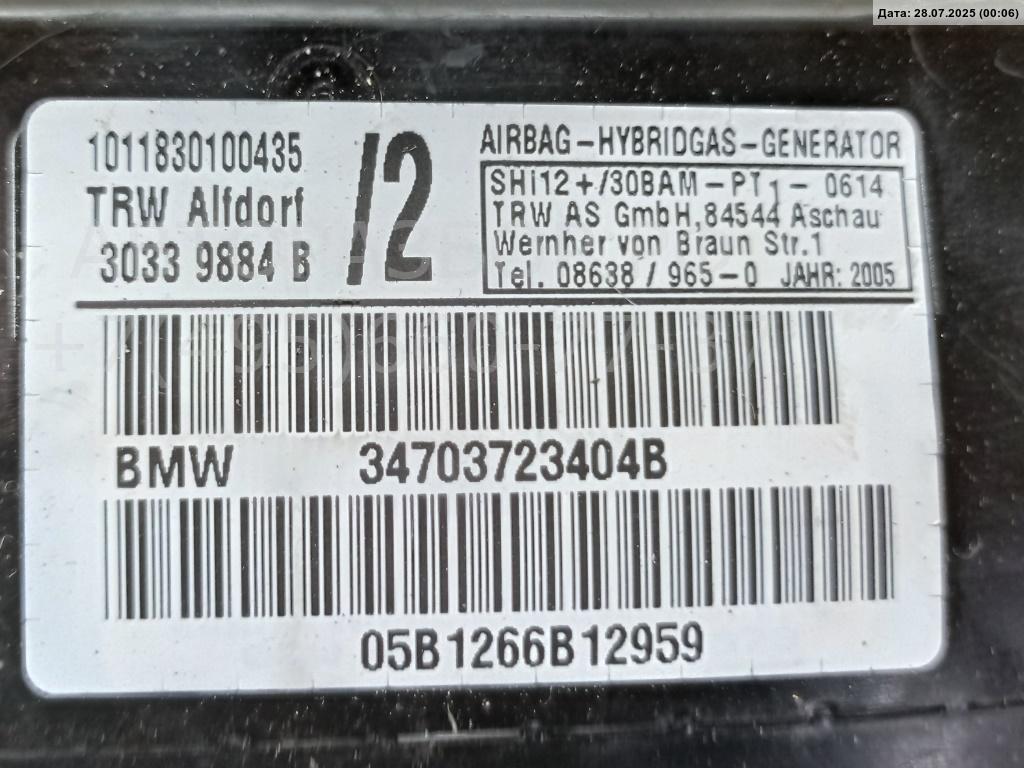 Дата: 28.07.2025 (00:06)
1011830100435
TRW Alfdorf
3033 9884 B
/2
AIRBAG-HYBRIDGAS-GENERATOR
SHi12+/30BAM-PT1-0614
TRW AS GmbH,84544 Aschau
Wernher von Braun Str.1
Tel. 08638 / 965-0 JAHR: 2005
BMW 34703723404B
05B1266B12959